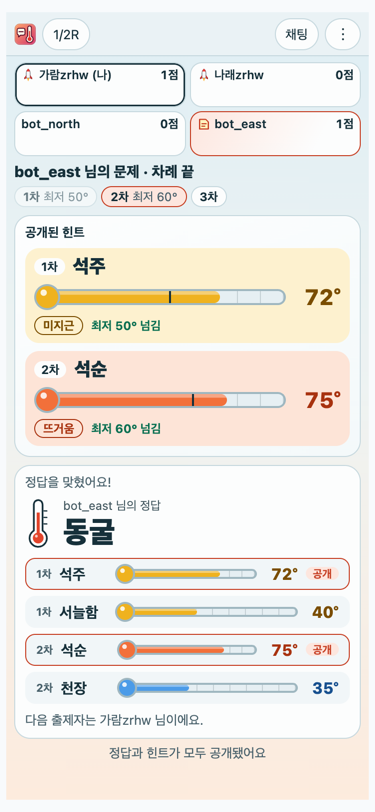 1/2R
채팅
가람zrhw (나) 1점
나래zrhw 0점
bot_north 0점
bot_east 1점
bot_east 님의 문제 · 차례 끝
1차 최저 50° 2차 최저 60° 3차
공개된 힌트
1차 석주
72°
미지근 최저 50° 넘김
2차 석순
75°
뜨거움 최저 60° 넘김
정답을 맞혔어요!
bot_east 님의 정답
동굴
1차 석주 72° 공개
1차 서늘함 40°
2차 석순 75° 공개
2차 천장 35°
다음 출제자는 가람zrhw 님이에요.
정답과 힌트가 모두 공개됐어요